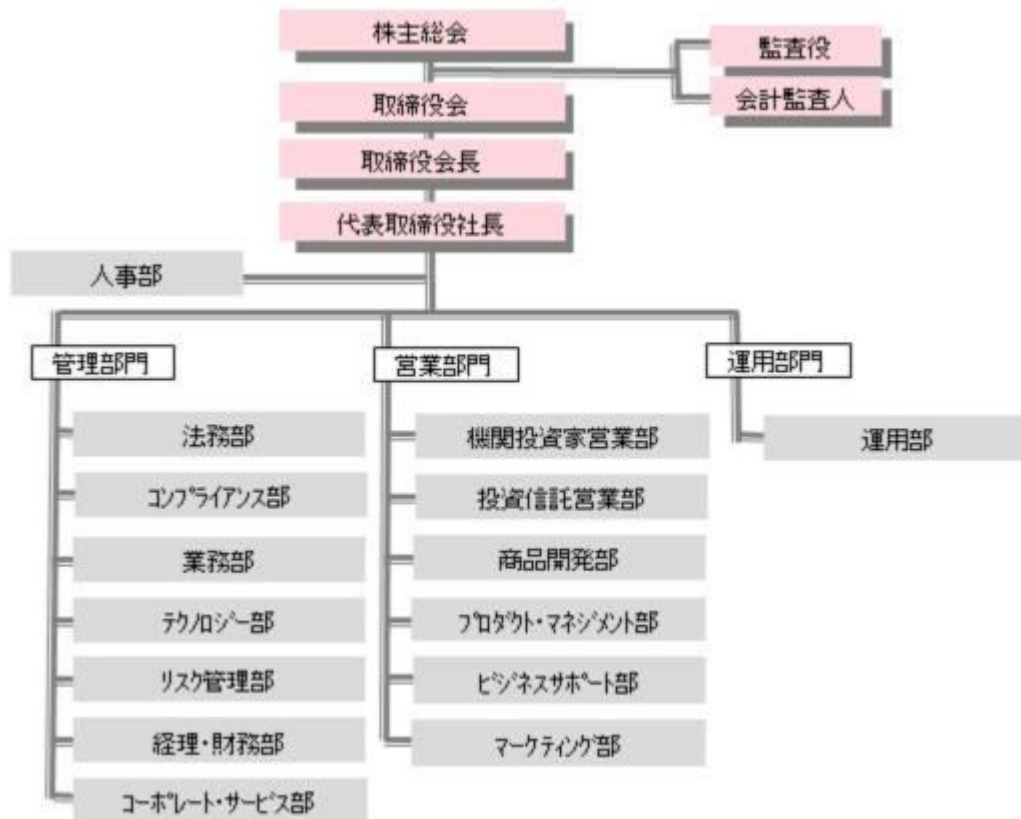 株主総会
監査役
会計監査人
取締役会
取締役会長
代表取締役社長
人事部
管理部門
営業部門
運用部門
法務部
コンプライアンス部
業務部
テクノロジー部
リスク管理部
経理・財務部
コーポレート・サービス部
機関投資家営業部
投資信託営業部
商品開発部
プロダクト・マネジメント部
ビジネスサポート部
マーケティング部
運用部